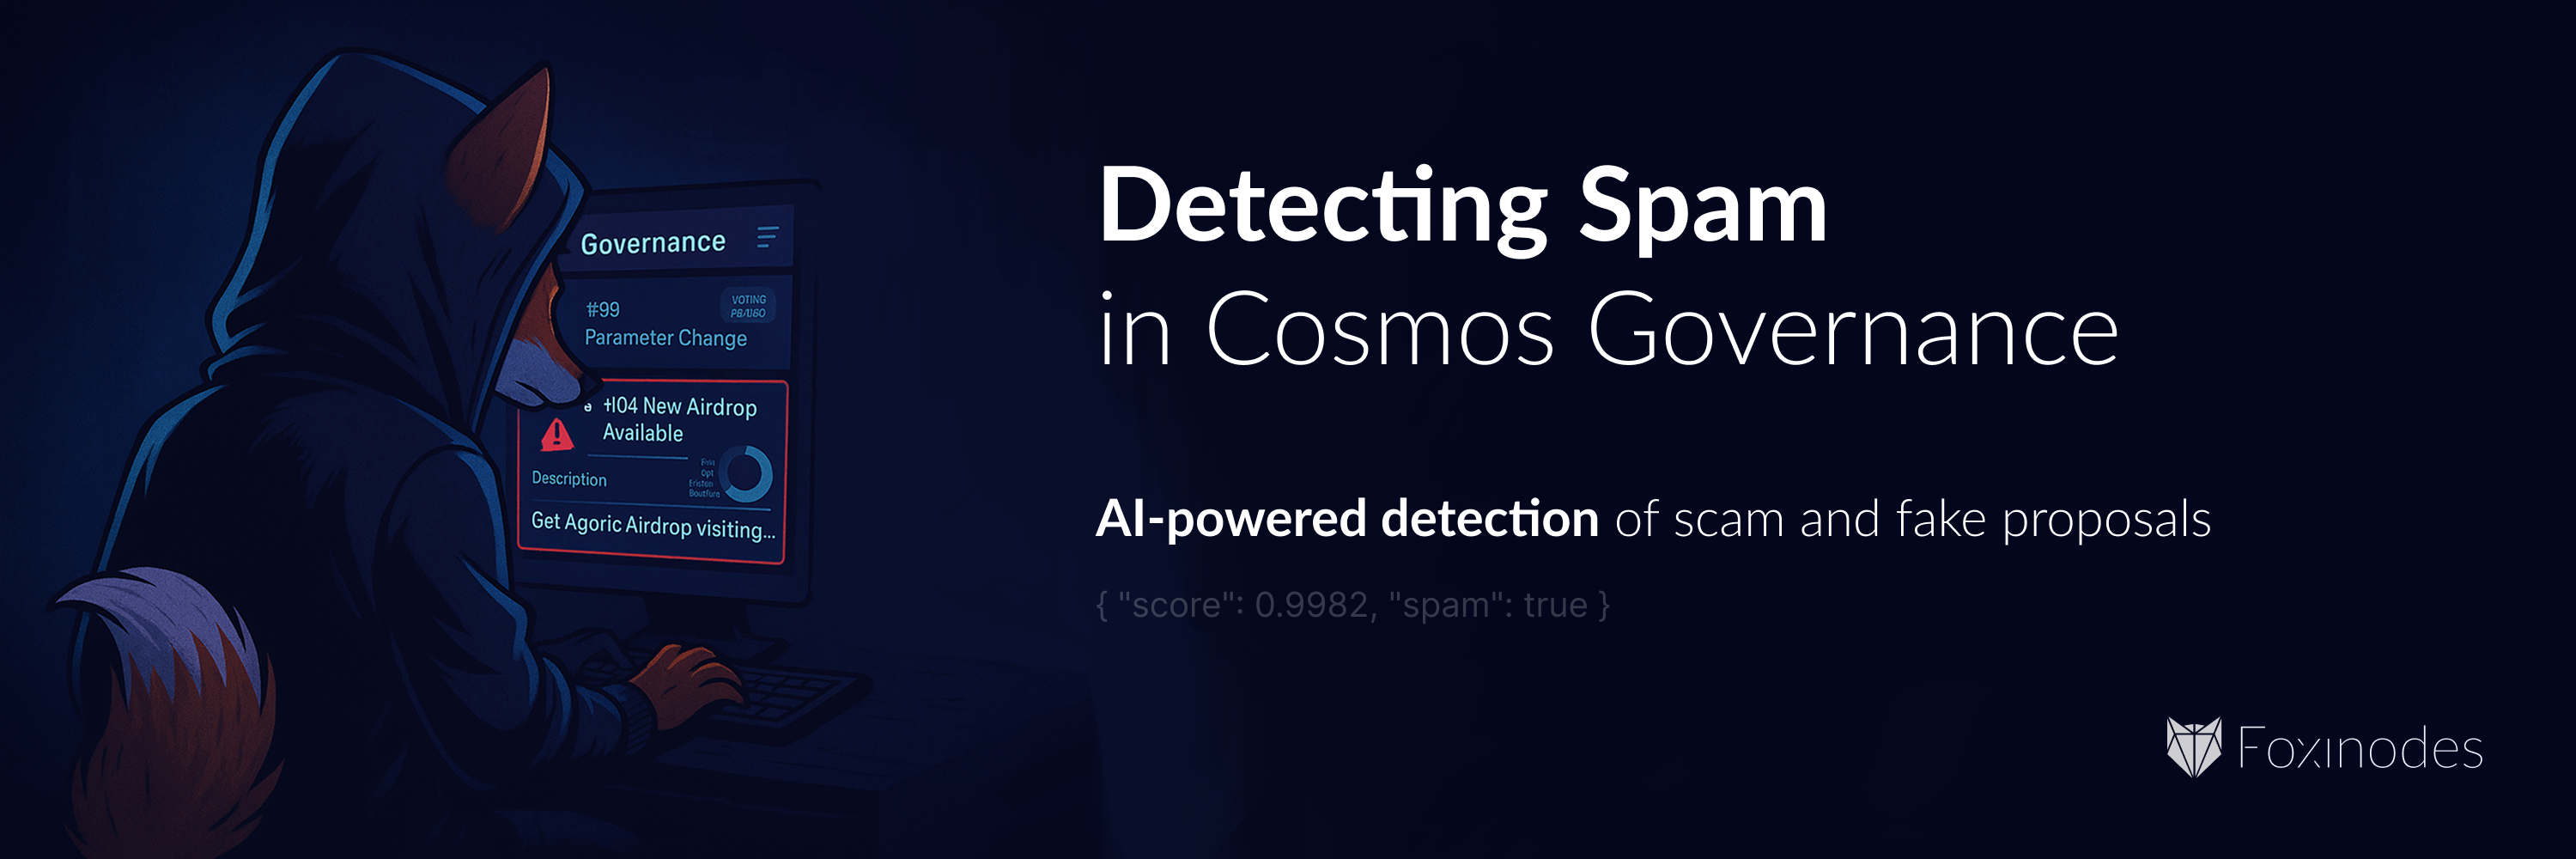 Governance
#99
VOTING
Parameter Change
New Airdrop
Available
Description
Get Agoric Airdrop visiting...
Detecting Spam
in Cosmos Governance
AI-powered detection of scam and fake proposals
{ "score": 0.9982, "spam": true }
Foxinodes